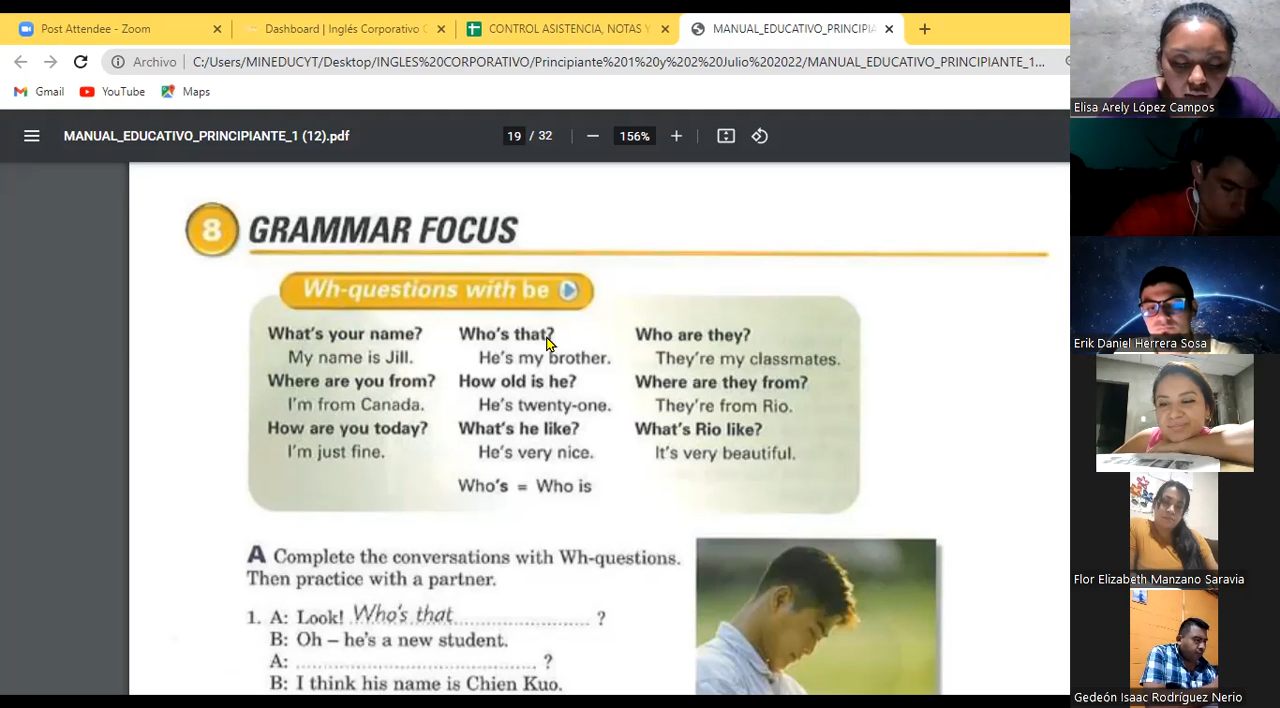 Post Attendee - Zoom
Dashboard | Inglés Corporativo
CONTROL ASISTENCIA, NOTAS Y
MANUAL_EDUCATIVO_PRINCIPIA
Archivo
C:/Users/MINEDUCYT/Desktop/INGLES%20CORPORATIVO/Principiante%201%20y%202%20Julio%202022/MANUAL_EDUCATIVO_PRINCIPIANTE_1...
Gmail
YouTube
Maps
MANUAL_EDUCATIVO_PRINCIPIANTE_1 (12).pdf
19 / 32
156%
8 GRAMMAR FOCUS
Wh-questions with be
What's your name?
My name is Jill.
Where are you from?
I'm from Canada.
How are you today?
I'm just fine.
Who's that?
He's my brother.
How old is he?
He's twenty-one.
What's he like?
He's very nice.
Who's = Who is
Who are they?
They're my classmates.
Where are they from?
They're from Rio.
What's Rio like?
It's very beautiful.
A Complete the conversations with Wh-questions.
Then practice with a partner.
1. A: Look! Who's that ?
B: Oh – he's a new student.
A: ?
B: I think his name is Chien Kuo.
Elisa Arely López Campos
Erik Daniel Herrera Sosa
Flor Elizabeth Manzano Saravia
Gedeón Isaac Rodríguez Nerio